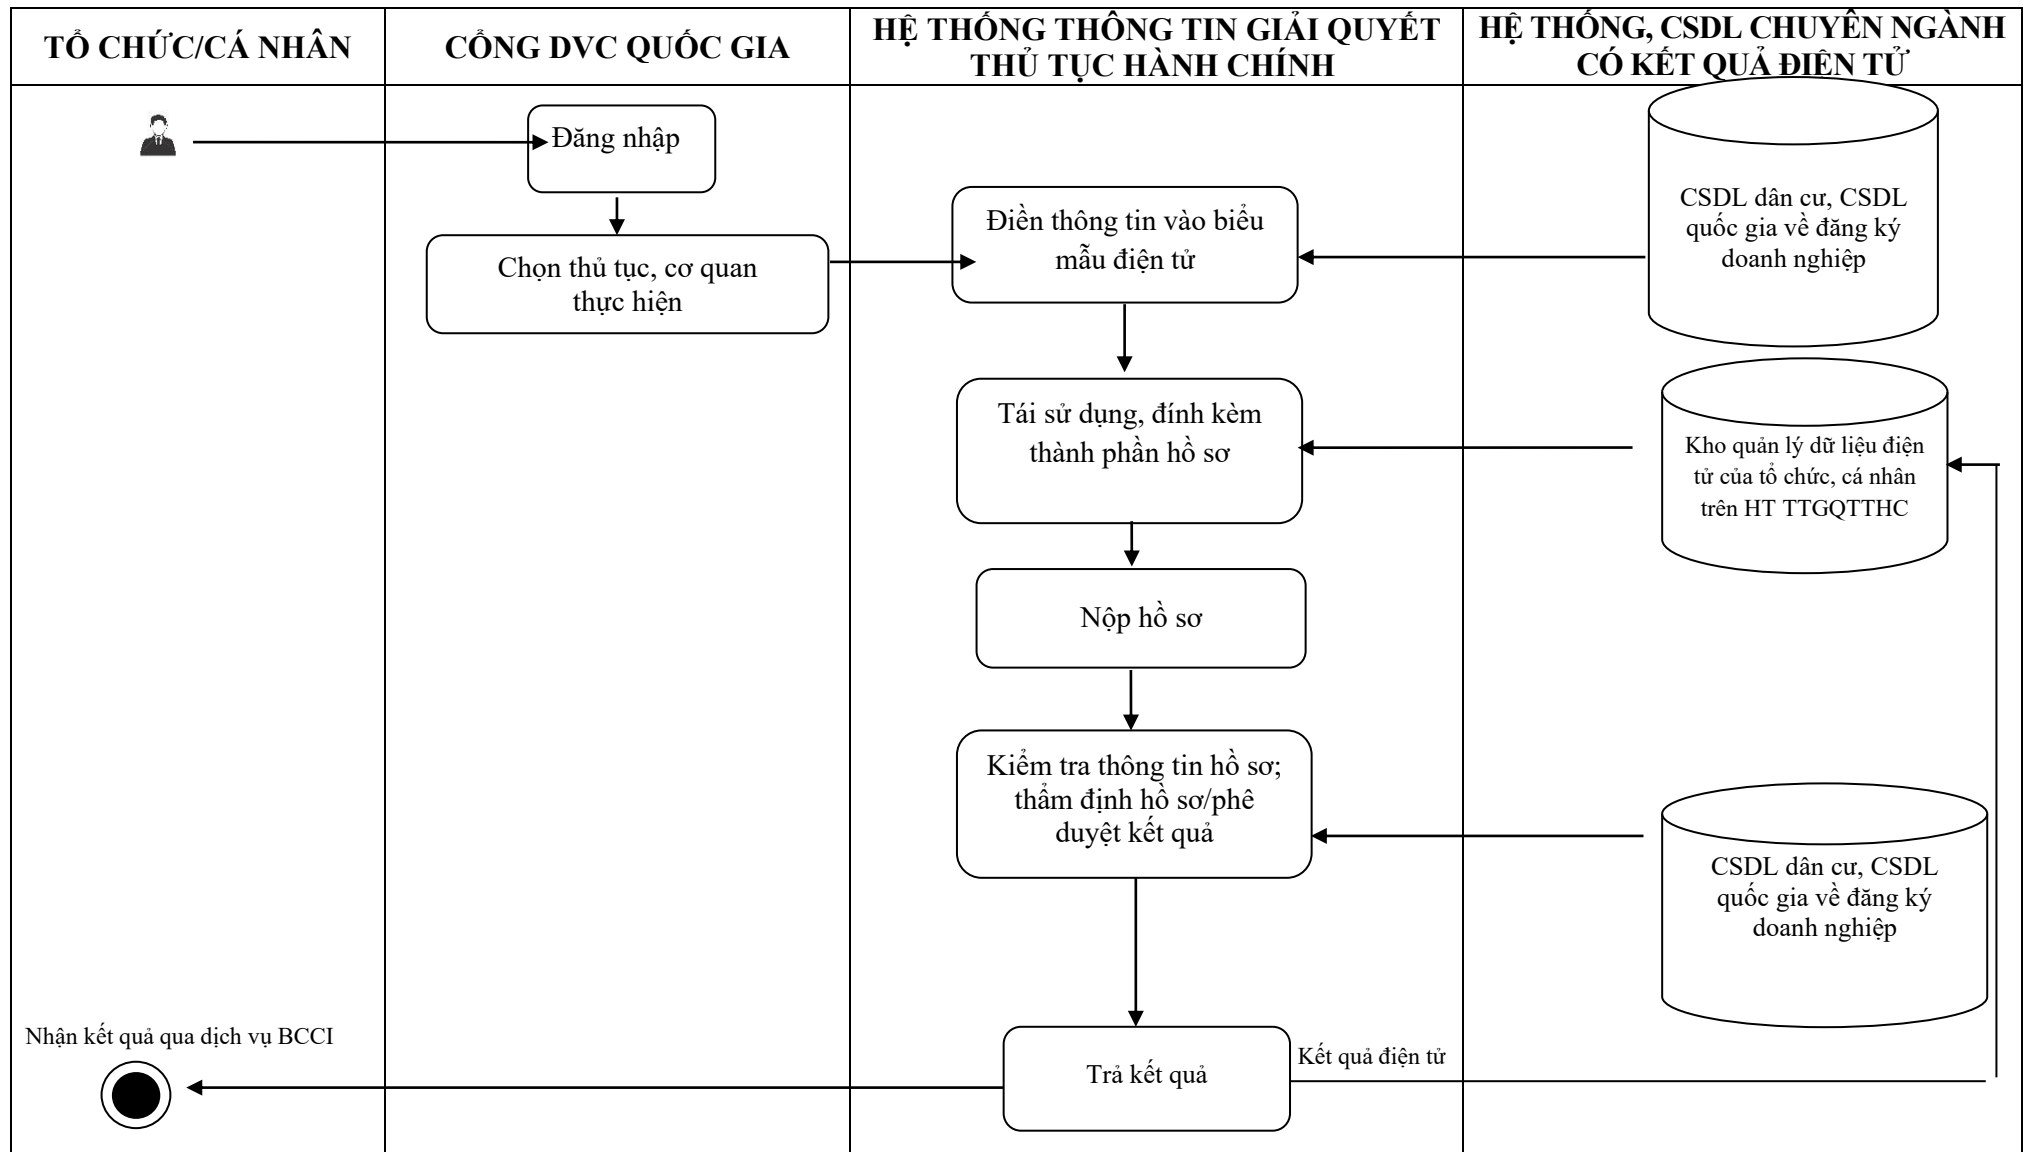 TỔ CHỨC/CÁ NHÂN
CỔNG DVC QUỐC GIA
HỆ THỐNG THÔNG TIN GIẢI QUYẾT
THỦ TỤC HÀNH CHÍNH
HỆ THỐNG, CSDL CHUYÊN NGÀNH
CÓ KẾT QUẢ ĐIỆN TỬ
Đăng nhập
Chọn thủ tục, cơ quan
thực hiện
Điền thông tin vào biểu
mẫu điện tử
CSDL dân cư, CSDL
quốc gia về đăng ký
doanh nghiệp
Tái sử dụng, đính kèm
thành phần hồ sơ
Kho quản lý dữ liệu điện
tử của tổ chức, cá nhân
trên HT TTGQTTHC
Nộp hồ sơ
Kiểm tra thông tin hồ sơ;
thẩm định hồ sơ/phê
duyệt kết quả
CSDL dân cư, CSDL
quốc gia về đăng ký
doanh nghiệp
Nhận kết quả qua dịch vụ BCCI
Trả kết quả
Kết quả điện tử